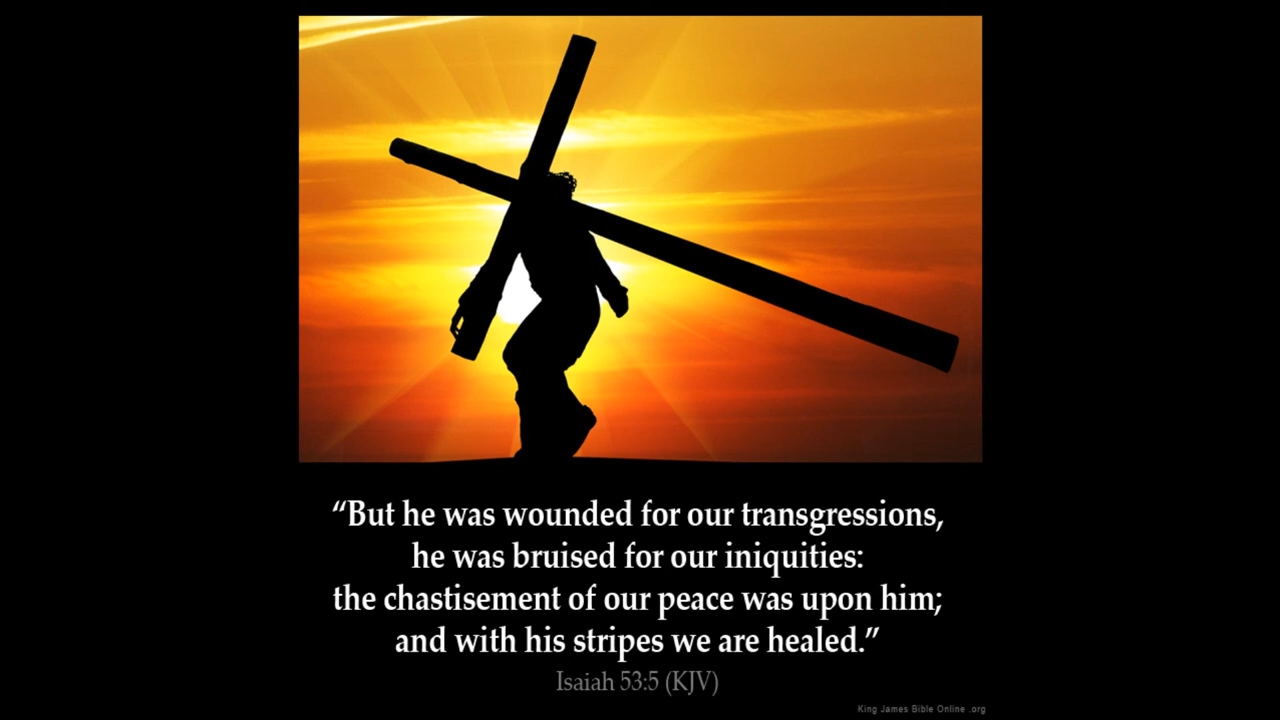 “But he was wounded for our transgressions,
he was bruised for our iniquities:
the chastisement of our peace was upon him;
and with his stripes we are healed.”
Isaiah 53:5 (KJV)
King James Bible Online .org